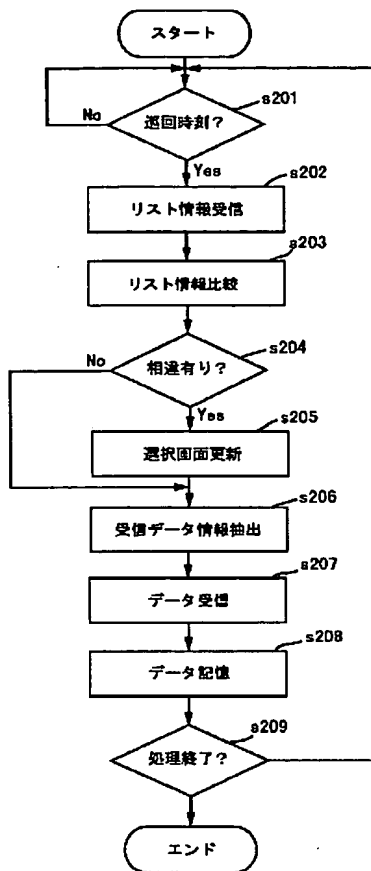 スタート
s201
巡回時刻?
No
Yes
s202
リスト情報受信
s203
リスト情報比較
s204
No
相違有り?
Yes
s205
選択画面更新
s206
受信データ情報抽出
s207
データ受信
s208
データ記憶
s209
処理終了?
エンド